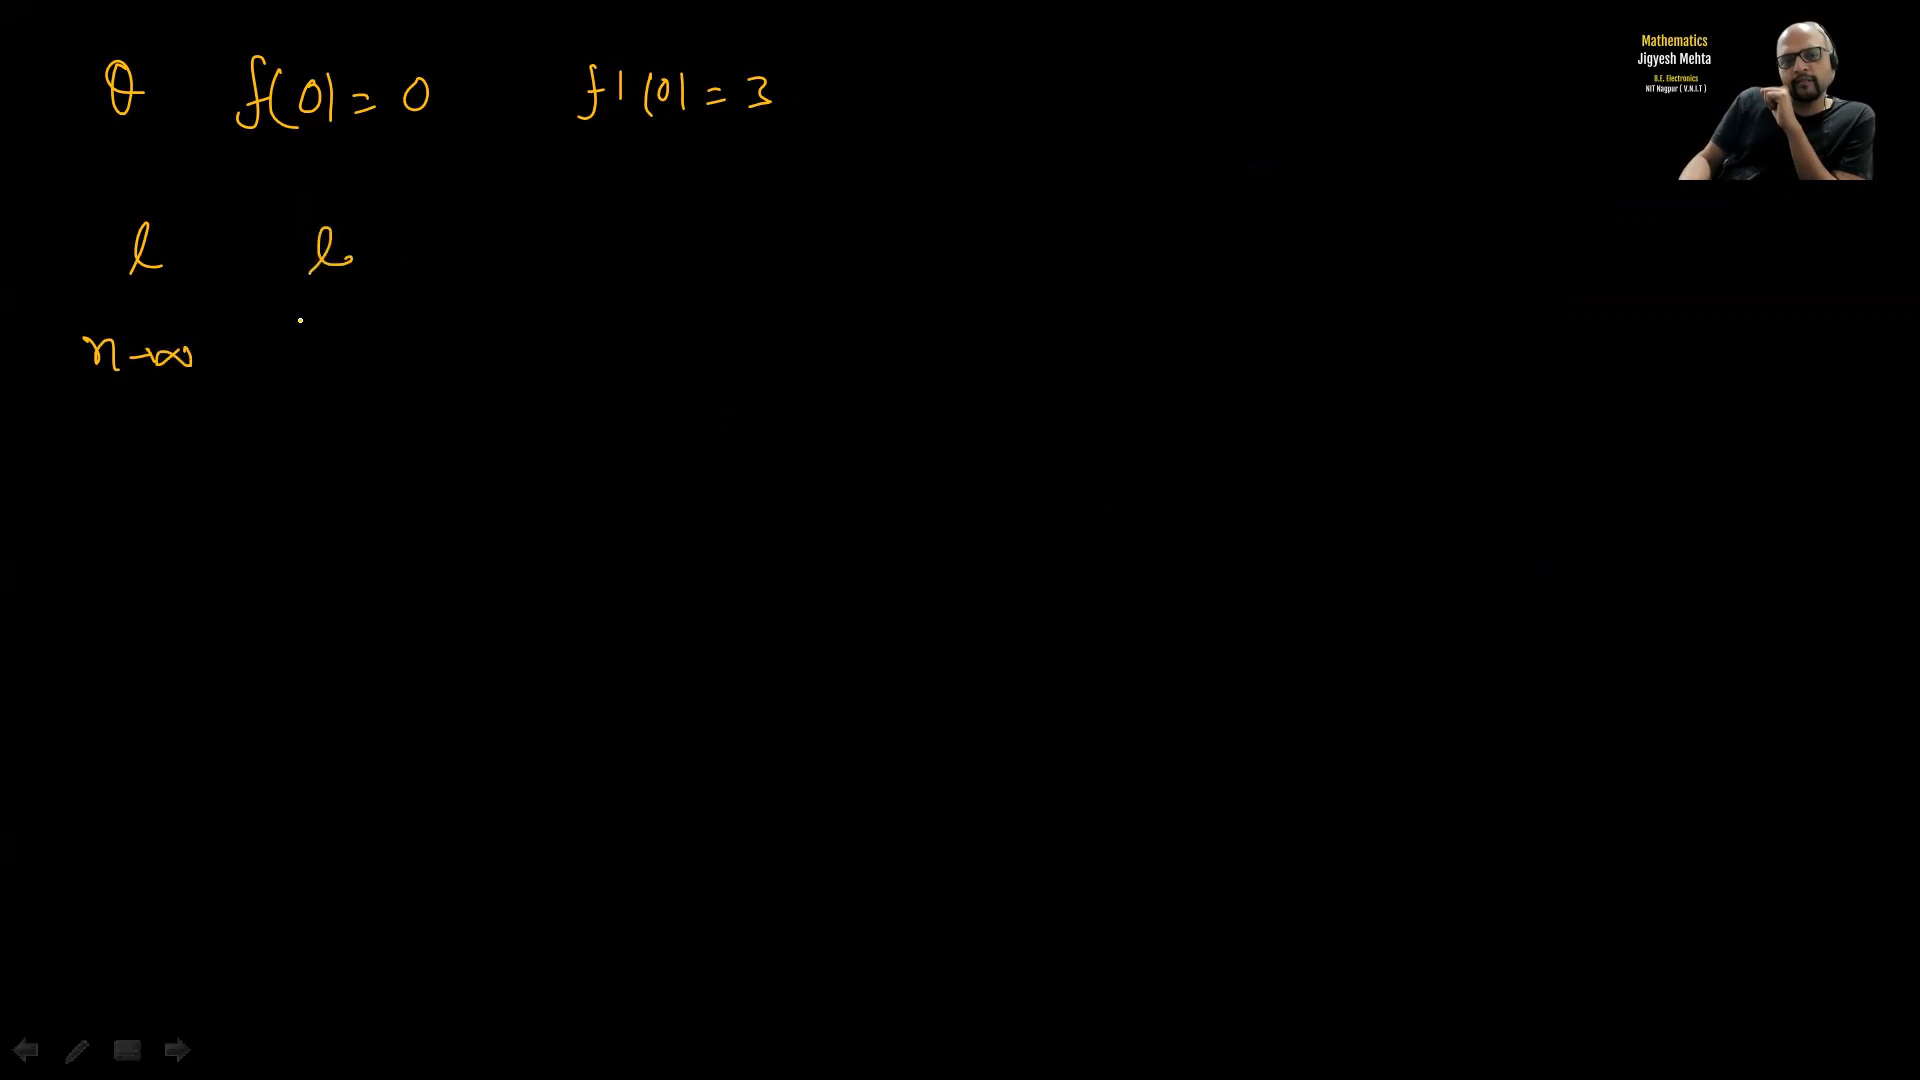 Q f(0) = 0 f'(0) = 3
l l
n→∞
Mathematics
Jigyesh Mehta
B.E. Electronics
NIT Nagpur ( V.N.I.T )